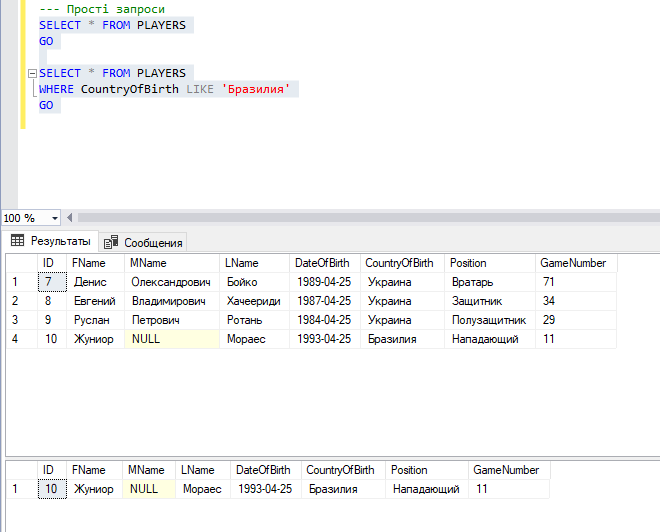 --- Прості запроси
SELECT * FROM PLAYERS
GO
SELECT * FROM PLAYERS
WHERE CountryOfBirth LIKE 'Бразилия'
GO
100 %
Результаты Сообщения
ID FName MName LName DateOfBirth CountryOfBirth Position GameNumber
1 7 Денис Олександрович Бойко 1989-04-25 Украина Вратарь 71
2 8 Евгений Владимирович Хачеериди 1987-04-25 Украина Защитник 34
3 9 Руслан Петрович Ротань 1984-04-25 Украина Полузащитник 29
4 10 Жуниор NULL Мораес 1993-04-25 Бразилия Нападающий 11
ID FName MName LName DateOfBirth CountryOfBirth Position GameNumber
1 10 Жуниор NULL Мораес 1993-04-25 Бразилия Нападающий 11